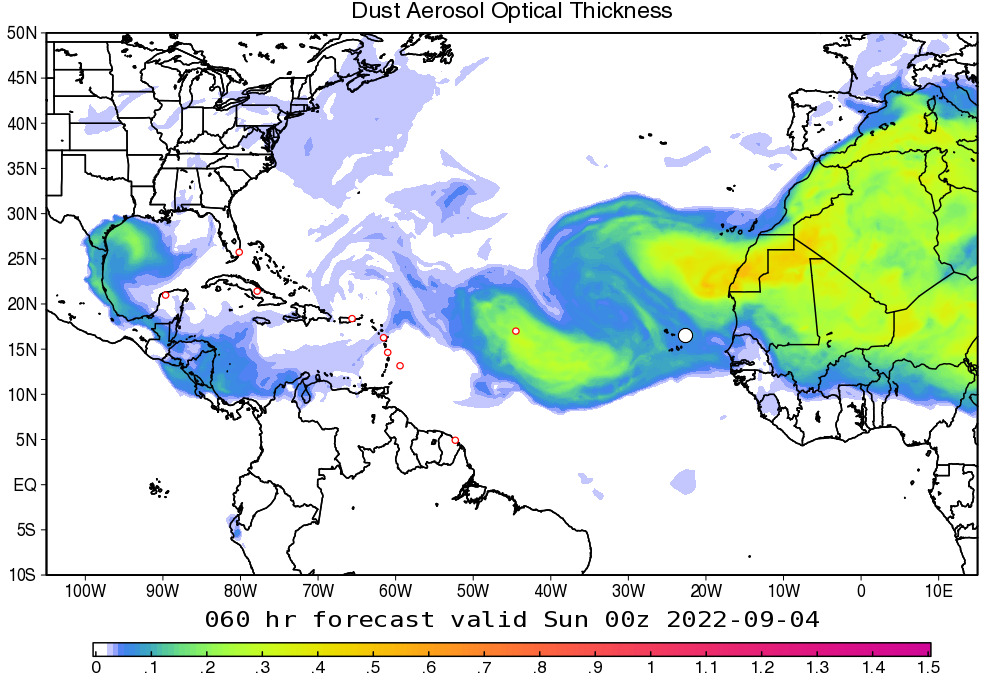 Dust Aerosol Optical Thickness
50N
45N
40N
35N
30N
25N
20N
15N
10N
5N
EQ
5S
10S
100W 90W 80W 70W 60W 50W 40W 30W 20W 10W 0 10E
060 hr forecast valid Sun 00z 2022-09-04
0 .1 .2 .3 .4 .5 .6 .7 .8 .9 1 1.1 1.2 1.3 1.4 1.5